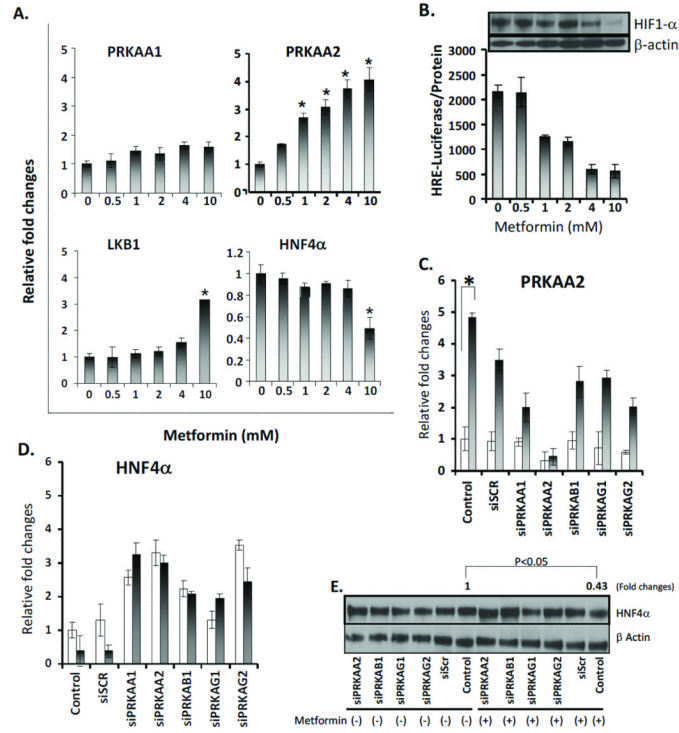 A.
PRKAA1
PRKAA2
Relative fold changes
5
4
3
2
1
0 0.5 1 2 4 10
5
4
3
2
1
0
* * * *
0 0.5 1 2 4 10
LKB1
HNF4α
5
4
3
2
1
*
0 0.5 1 2 4 10
1.2
1
0.8
0.6
0.4
0.2
0
*
0 0.5 1 2 4 10
Metformin (mM)
B.
HIF1-α
β-actin
HRE-Luciferase/Protein
3000
2500
2000
1500
1000
500
0
0 0.5 1 2 4 10
Metformin (mM)
C.
PRKAA2
*
Relative fold changes
6
5
4
3
2
1
0
Control siSCR siPRKAA1 siPRKAA2 siPRKAB1 siPRKAG1 siPRKAG2
D.
HNF4α
Relative fold changes
6
5
4
3
2
1
0
Control siSCR siPRKAA1 siPRKAA2 siPRKAB1 siPRKAG1 siPRKAG2
E.
P<0.05
1 0.43 (Fold changes)
HNF4α
β Actin
siPRKAA2 siPRKAB1 siPRKAG1 siPRKAG2 siScr Control siPRKAA2 siPRKAB1 siPRKAG1 siPRKAG2 siScr Control
Metformin (-) (-) (-) (-) (-) (-) (+) (+) (+) (+) (+) (+)